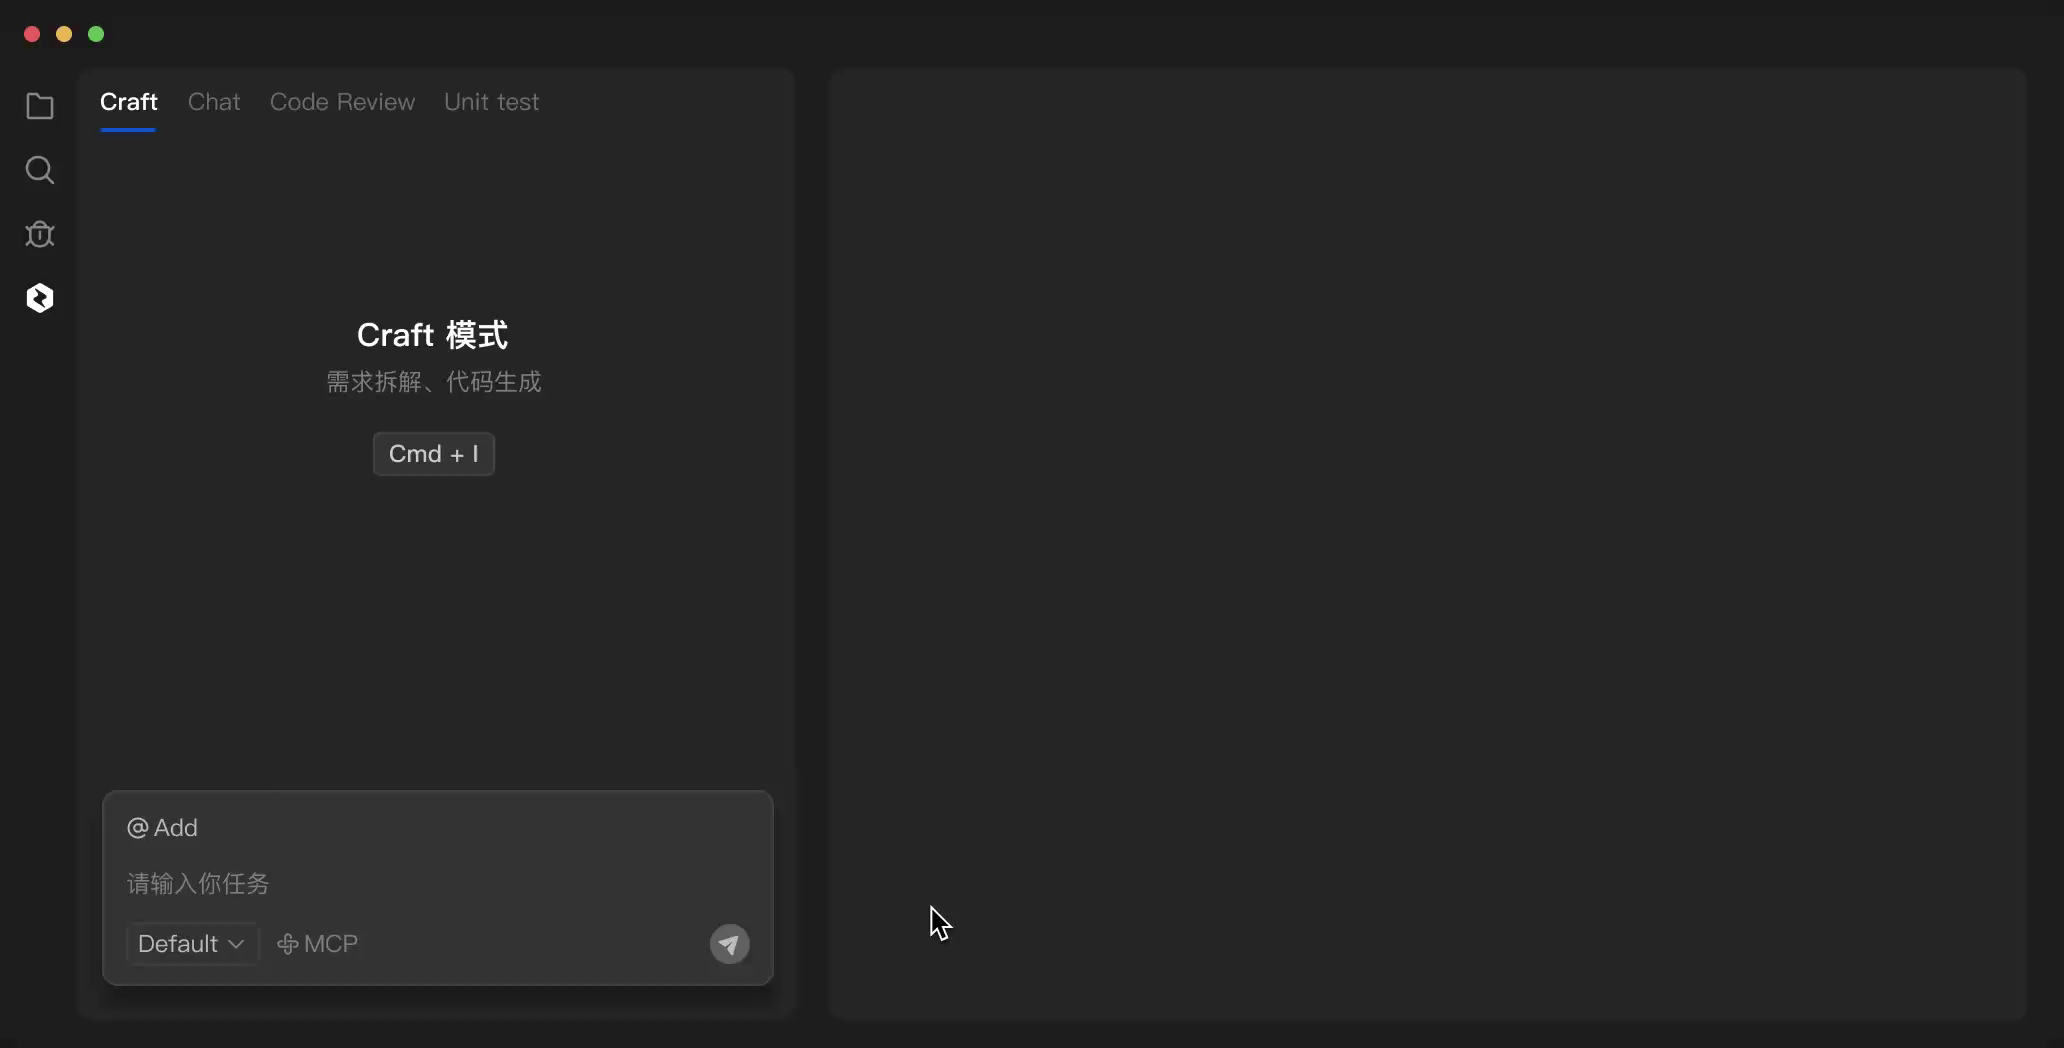 Craft Chat Code Review Unit test
Craft 模式
需求拆解、代码生成
Cmd + I
@ Add
请输入你任务
Default MCP